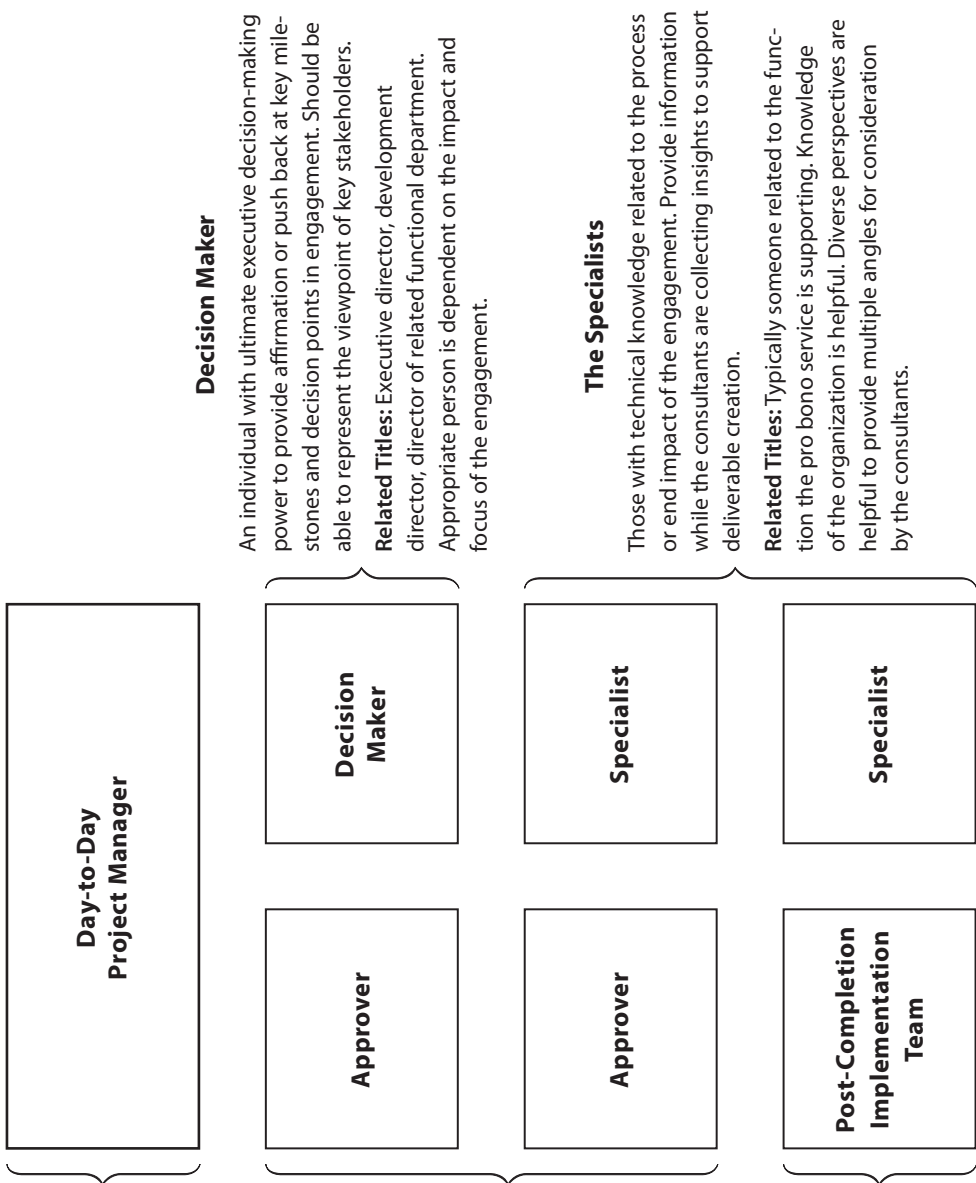 Day-to-Day
Project Manager
Approver
Decision
Maker
Approver
Specialist
Post-Completion
Implementation
Team
Specialist
Decision Maker
An individual with ultimate executive decision-making
power to provide affirmation or push back at key mile-
stones and decision points in engagement. Should be
able to represent the viewpoint of key stakeholders.
Related Titles: Executive director, development
director, director of related functional department.
Appropriate person is dependent on the impact and
focus of the engagement.
The Specialists
Those with technical knowledge related to the process
or end impact of the engagement. Provide information
while the consultants are collecting insights to support
deliverable creation.
Related Titles: Typically someone related to the func-
tion the pro bono service is supporting. Knowledge
of the organization is helpful. Diverse perspectives are
helpful to provide multiple angles for consideration
by the consultants.